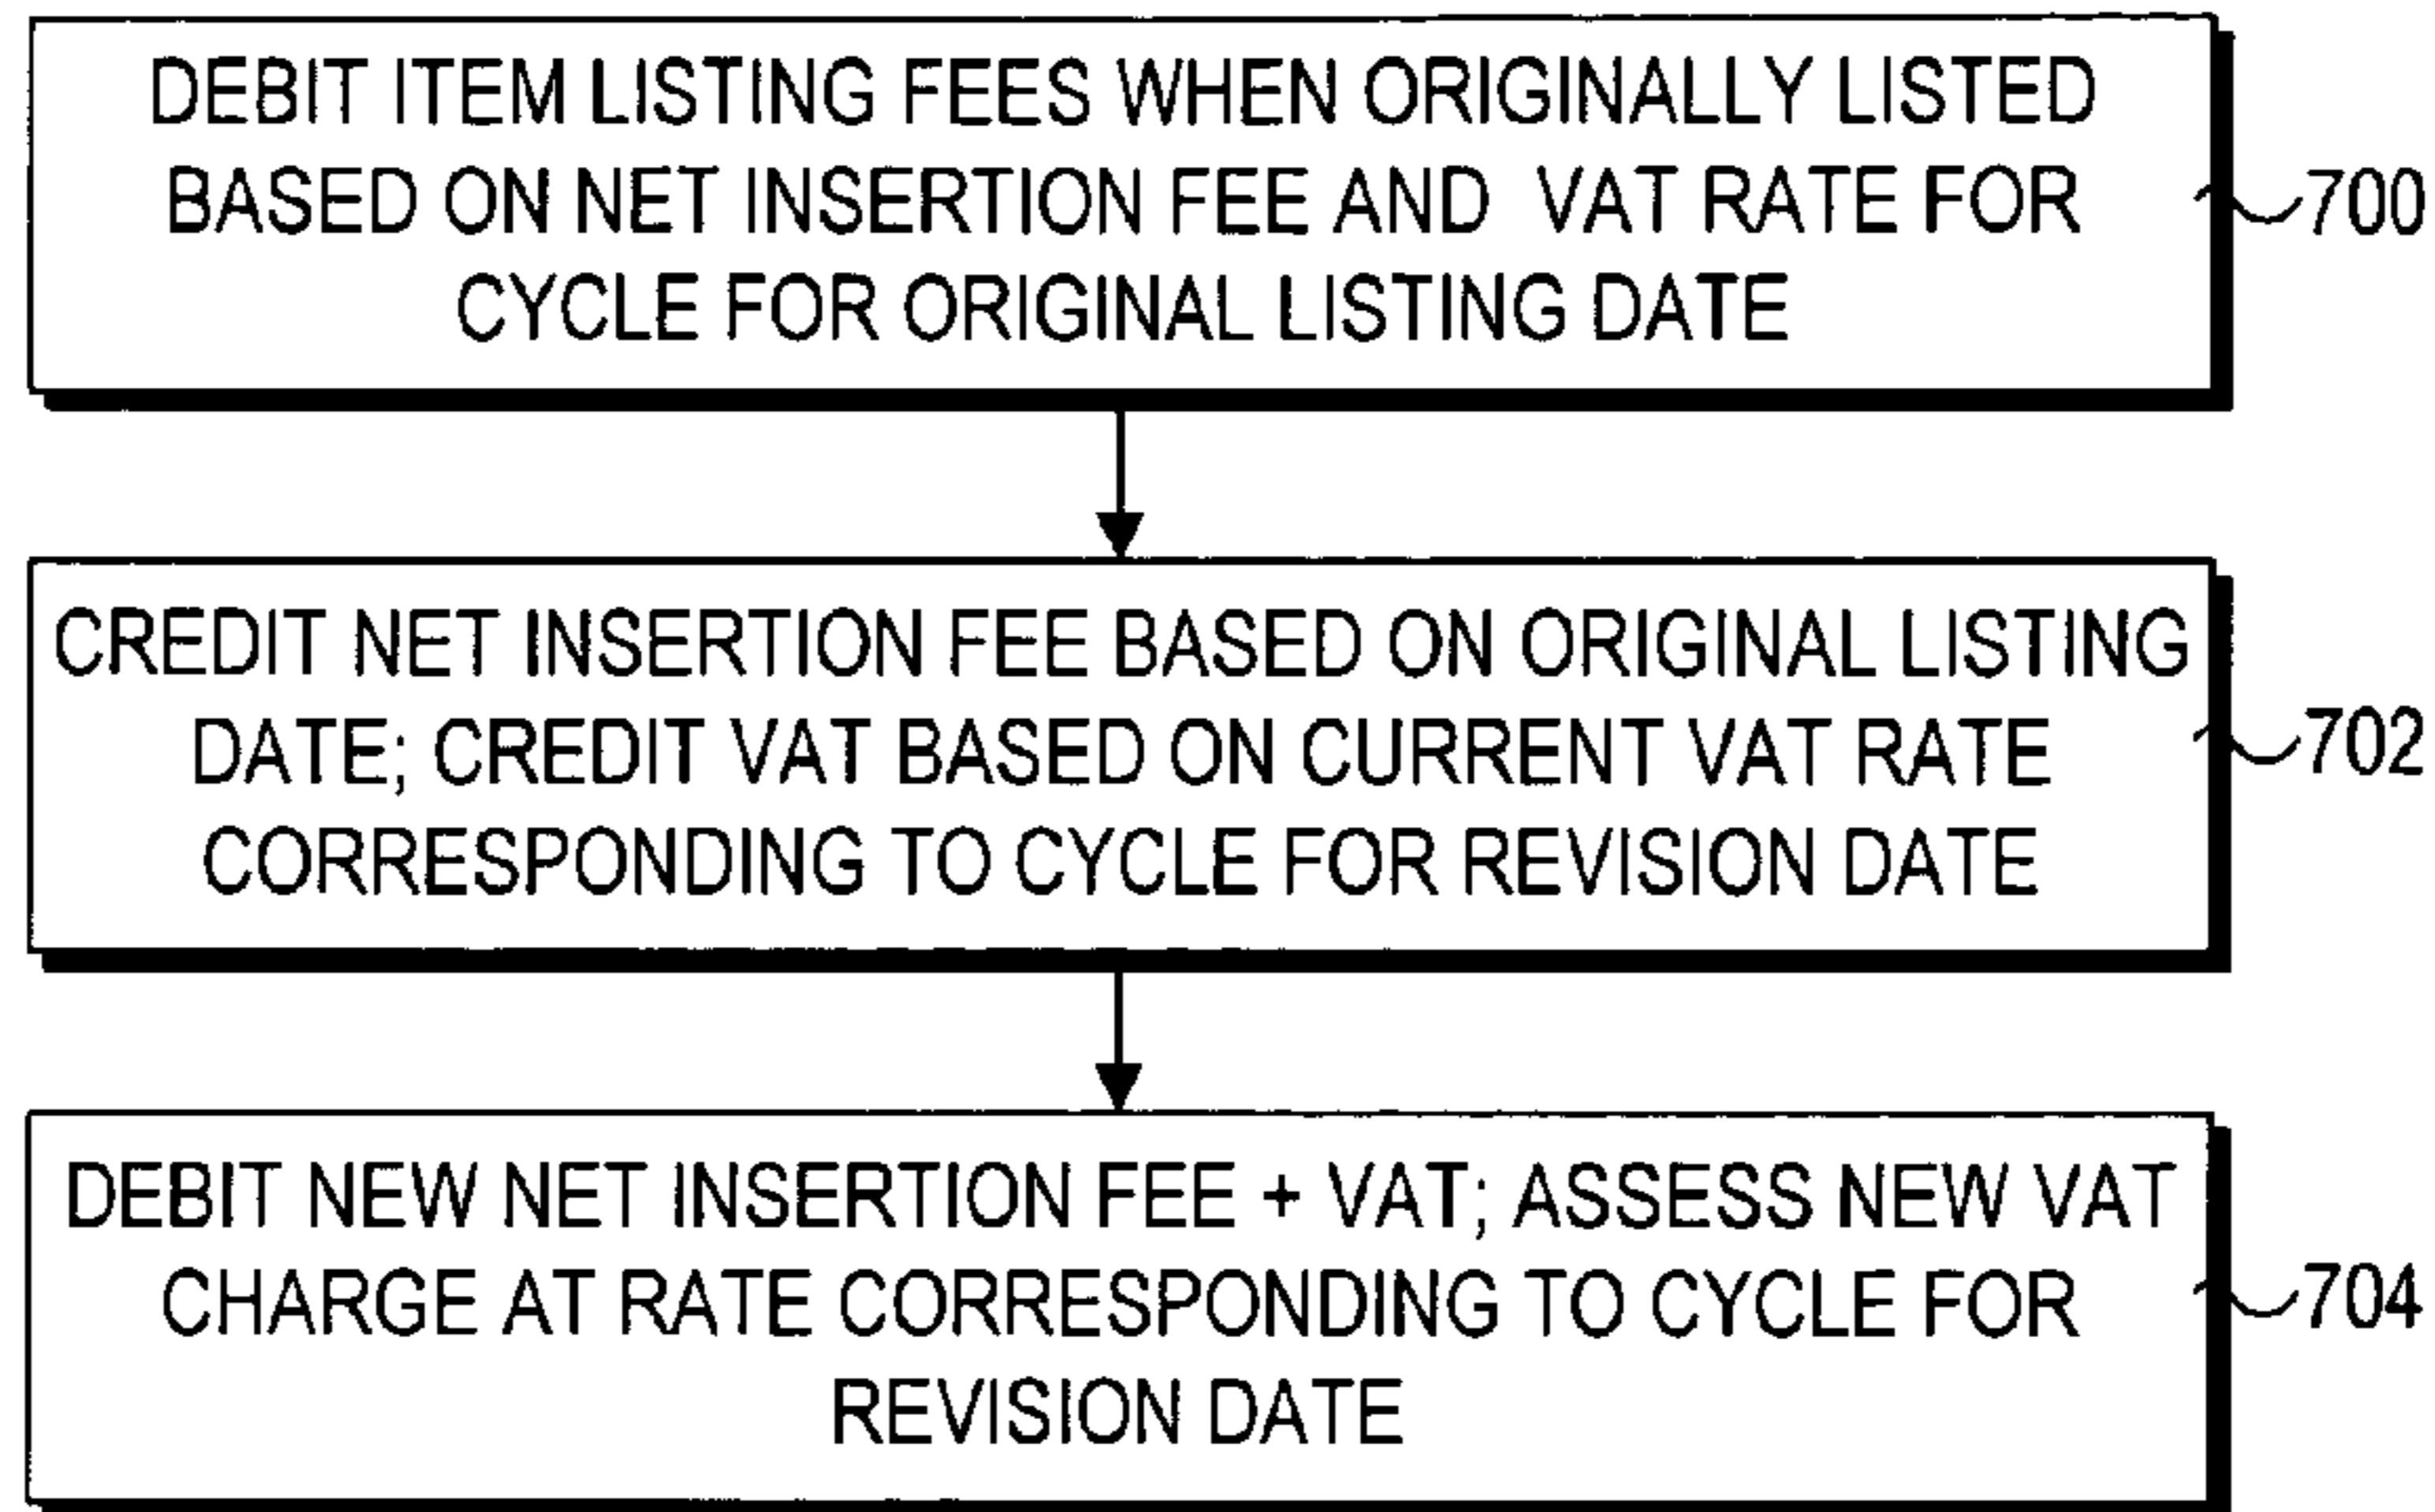 DEBIT ITEM LISTING FEES WHEN ORIGINALLY LISTED
BASED ON NET INSERTION FEE AND VAT RATE FOR
CYCLE FOR ORIGINAL LISTING DATE
700
CREDIT NET INSERTION FEE BASED ON ORIGINAL LISTING
DATE; CREDIT VAT BASED ON CURRENT VAT RATE
CORRESPONDING TO CYCLE FOR REVISION DATE
702
DEBIT NEW NET INSERTION FEE + VAT; ASSESS NEW VAT
CHARGE AT RATE CORRESPONDING TO CYCLE FOR
REVISION DATE
704